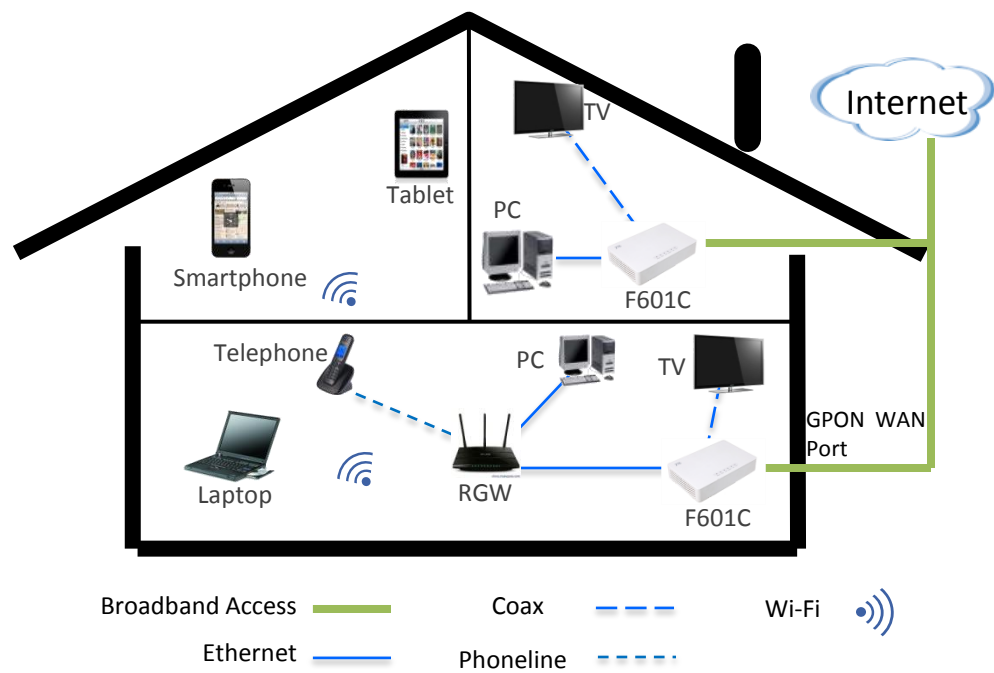 Internet
TV
Tablet
PC
Smartphone
F601C
Telephone
PC
TV
GPON WAN
Port
Laptop
RGW
F601C
Broadband Access
Coax
Wi-Fi
Ethernet
Phoneline